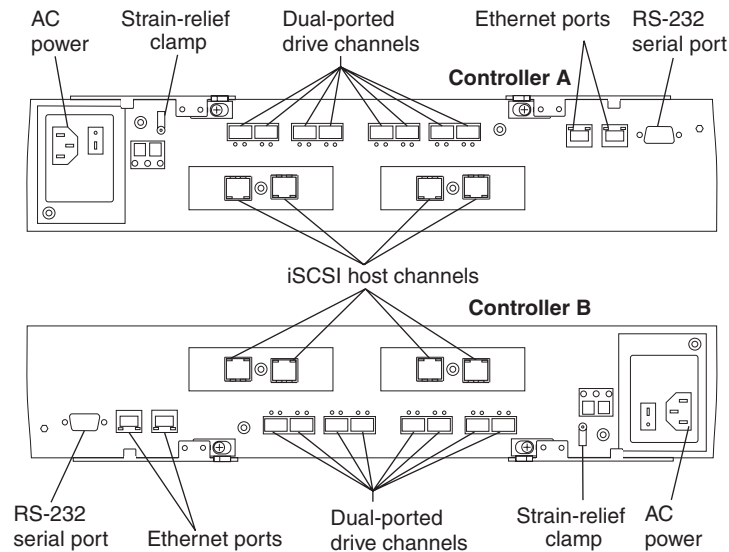 AC
power
Strain-relief
clamp
Dual-ported
drive channels
Ethernet ports
RS-232
serial port
Controller A
iSCSI host channels
Controller B
RS-232
serial port
Ethernet ports
Dual-ported
drive channels
Strain-relief
clamp
AC
power